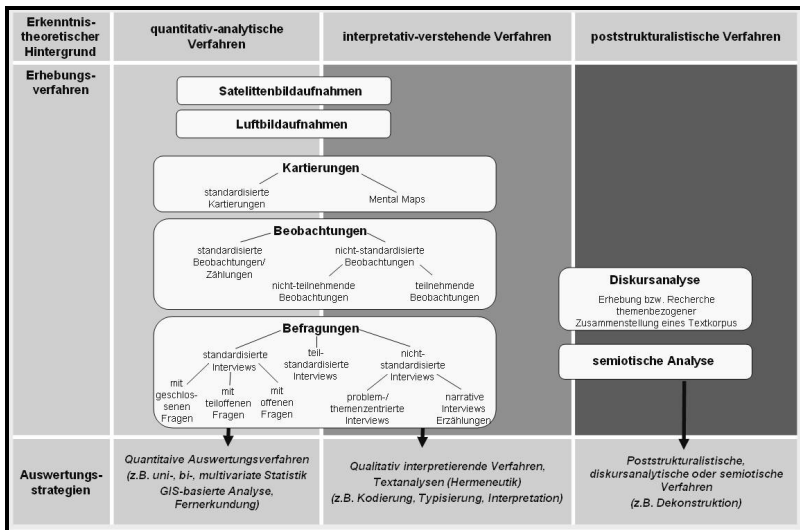 Erkenntnis-
theoretischer
Hintergrund
quantitativ-analytische
Verfahren
interpretativ-verstehende Verfahren
poststrukturalistische Verfahren
Erhebungs-
verfahren
Satelittenbildaufnahmen
Luftbildaufnahmen
Kartierungen
standardisierte
Kartierungen
Mental Maps
Beobachtungen
standardisierte
Beobachtungen/
Zählungen
nicht-standardisierte
Beobachtungen
nicht-teilnehmende
Beobachtungen
teilnehmende
Beobachtungen
Befragungen
standardisierte
Interviews
teil-
standardisierte
Interviews
nicht-
standardisierte
Interviews
mit
geschlos-
senen
Fragen
mit
teiloffenen
Fragen
mit
offenen
Fragen
problem-/
themenzentrierte
Interviews
narrative
Interviews
Erzählungen
Diskursanalyse
Erhebung bzw. Recherche
themenbezogener
Zusammenstellung eines Textkorpus
semiotische Analyse
Auswertungs-
strategien
Quantitaive Auswertungsverfahren
(z.B. uni-, bi-, multivariate Statistik
GIS-basierte Analyse,
Fernerkundung)
Qualitativ interpretierende Verfahren,
Textanalysen (Hermeneutik)
(z.B. Kodierung, Typisierung, Interpretation)
Poststrukturalistische,
diskursanalytische oder semiotische
Verfahren
(z.B. Dekonstruktion)